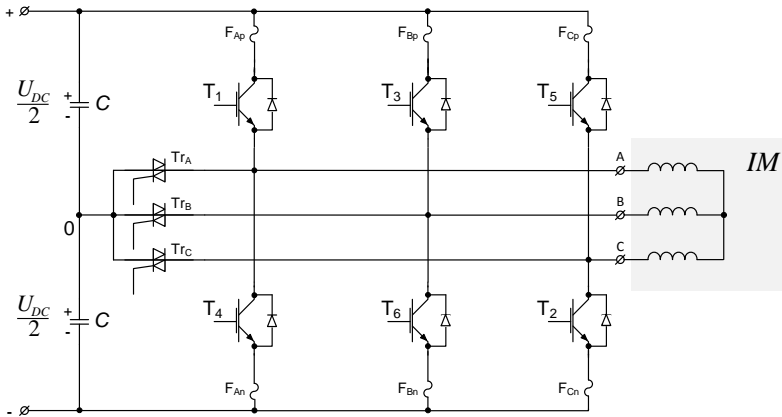 +
F_Ap F_Bp F_Cp
U_DC/2 + - C T_1 T_3 T_5
Tr_A A IM
Tr_B B
0
Tr_C C
U_DC/2 + - C T_4 T_6 T_2
F_An F_Bn F_Cn
-